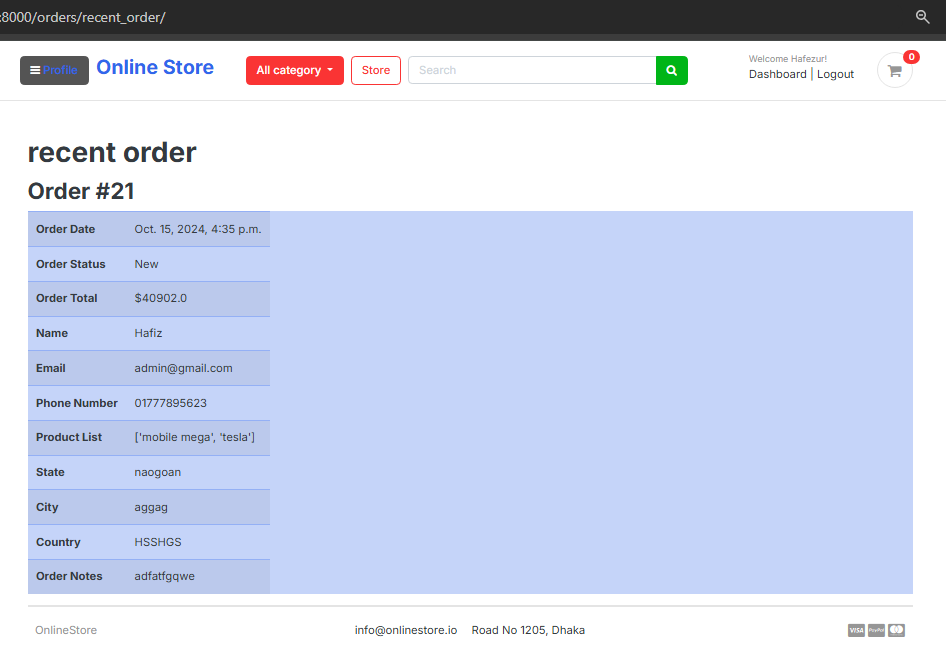 :8000/orders/recent_order/
Profile Online Store All category Store Search Welcome Hafezur! 0
Dashboard | Logout
recent order
Order #21
Order Date Oct. 15, 2024, 4:35 p.m.
Order Status New
Order Total $40902.0
Name Hafiz
Email admin@gmail.com
Phone Number 01777895623
Product List ['mobile mega', 'tesla']
State naogoan
City aggag
Country HSSHGS
Order Notes adfatfgqwe
OnlineStore info@onlinestore.io Road No 1205, Dhaka VISA PayPal